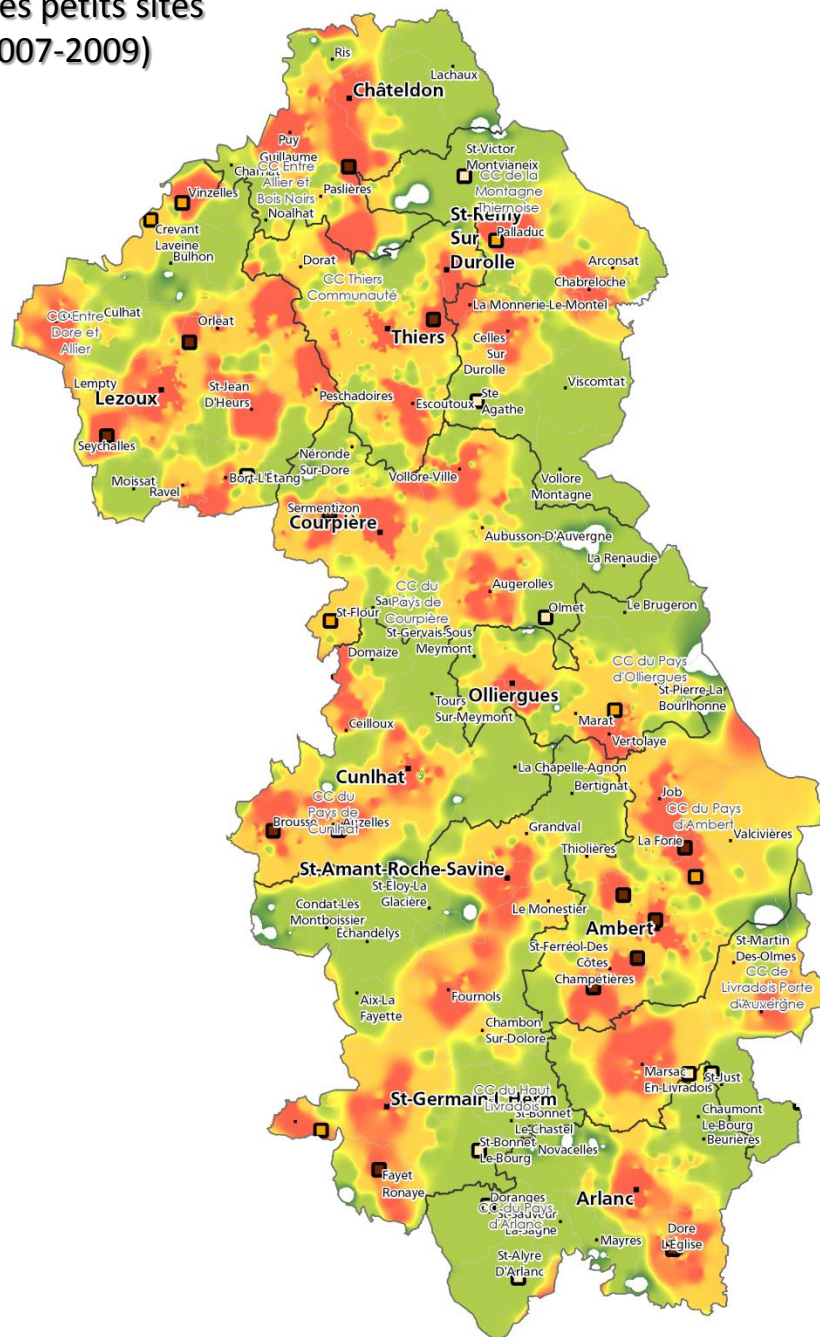 es petits sites
007-2009)
Ris
Lachaux
Châteldon
Puy
Guillaume
St-Victor
Montvianeix
CC Entre
Allier et
Bois Noirs
CC de la
Montagne
Thiernoise
Vinzelles
Paslières
Noalhat
St-Rémy
Sur
Durolle
Palladuc
Crevant
Laveine
Bulhon
Dorat
Arconsat
Chabreloche
CC Thiers
Communauté
La Monnerie-Le-Montel
CC Entre
Dore et
Allier
Culhat
Orléat
Thiers
Celles
Sur
Durolle
Viscomtat
Lempty
Lezoux
St-Jean
D'Heurs
Peschadoires
Escoutoux
Ste
Agathe
Seychalles
Néronde
Sur-Dore
Vollore-Ville
Vollore
Montagne
Moissat
Ravel
Bort-L'Étang
Sermentizon
Courpière
Aubusson-D'Auvergne
La Renaudie
Augerolles
CC du
Pays de
Courpière
St-Flour
Olmet
Le Brugeron
St-Gervais-Sous
Meymont
Domaize
CC du Pays
d'Olliergues
St-Pierre-La
Bourlhonne
Olliergues
Tours
Sur-Meymont
Marat
Ceilloux
Vertolaye
Cunlhat
La Chapelle-Agnon
Bertignat
Job
CC du
Pays de
Cunlhat
Brousse
Auzelles
CC du Pays
d'Ambert
Grandval
Valcivières
La Forie
Thiolières
St-Amant-Roche-Savine
St-Éloy-La
Glacière
Condat-Lès
Montboissier
Échandelys
Le Monestier
Ambert
St-Ferréol-Des
Côtes
Champétières
St-Martin
Des-Olmes
CC de
Livradois Porte
d'Auvergne
Aix-La
Fayette
Fournols
Chambon
Sur-Dolore
Marsac
En-Livradois
St-Just
CC du Haut
Livradois
St-Germain-L'Herm
Chaumont
Le-Bourg
Beurières
St-Bonnet
Le-Chastel
St-Bonnet
Le-Bourg
Novacelles
Fayet
Ronaye
Doranges
CC du Pays
d'Arlanc
St-Sauveur
La-Sagne
Arlanc
Dore
L'Église
Mayres
St-Alyre
D'Arlanc